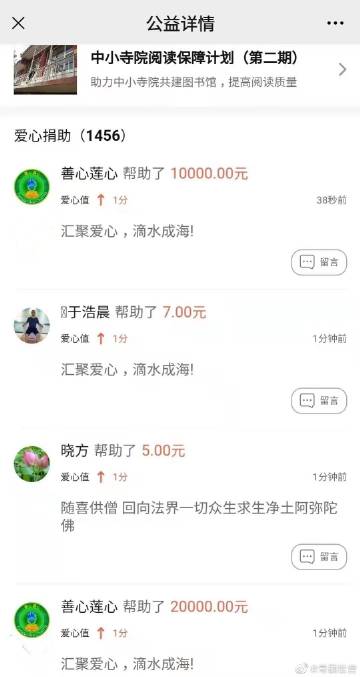 公益详情
中小寺院阅读保障计划（第二期）
助力中小寺院共建图书馆，提高阅读质量
爱心捐助（1456）
善心莲心 帮助了 10000.00元
爱心值 1分 38秒前
汇聚爱心，滴水成海!
留言
于浩晨 帮助了 7.00元
爱心值 1分 1分钟前
汇聚爱心，滴水成海!
留言
晓方 帮助了 5.00元
爱心值 1分 1分钟前
随喜供僧 回向法界一切众生求生净土阿弥陀
佛
留言
善心莲心 帮助了 20000.00元
爱心值 1分 1分钟前
汇聚爱心，滴水成海!